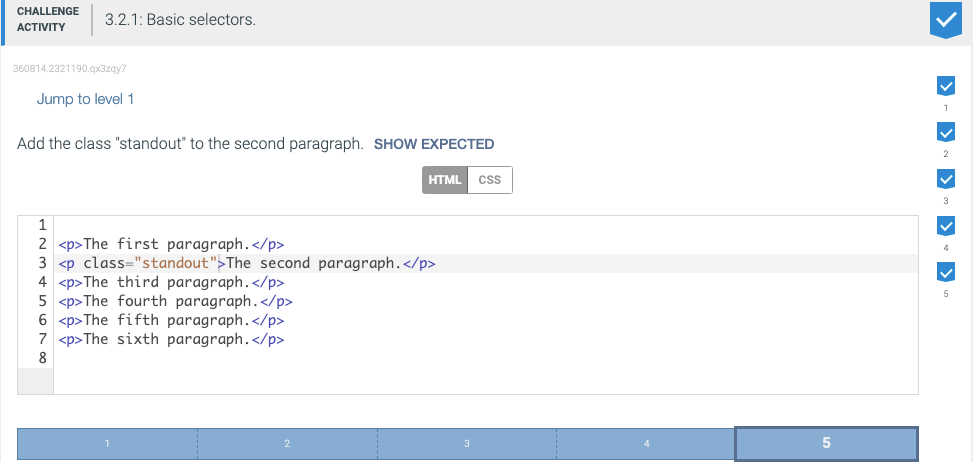 CHALLENGE
ACTIVITY
3.2.1: Basic selectors.
360814.2321190.qx3zqy7
Jump to level 1
Add the class "standout" to the second paragraph. SHOW EXPECTED
HTML CSS
1
2 <p>The first paragraph.</p>
3 <p class="standout">The second paragraph.</p>
4 <p>The third paragraph.</p>
5 <p>The fourth paragraph.</p>
6 <p>The fifth paragraph.</p>
7 <p>The sixth paragraph.</p>
8
1 2 3 4 5
1
2
3
4
5